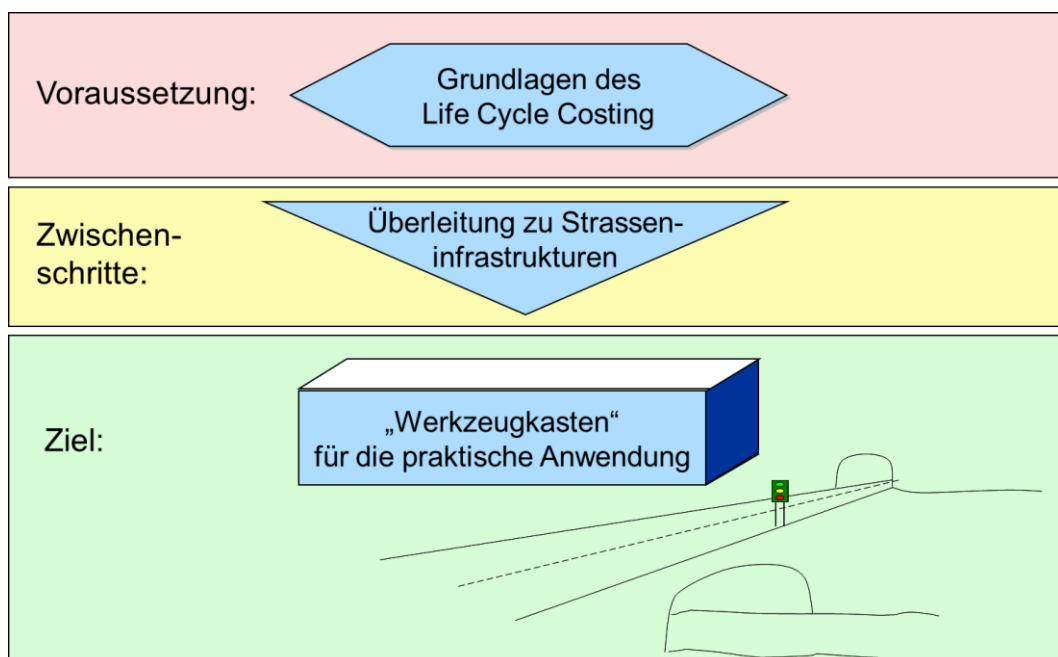 Voraussetzung:
Grundlagen des
Life Cycle Costing
Zwischen-
schritte:
Überleitung zu Strassen-
infrastrukturen
Ziel:
„Werkzeugkasten“
für die praktische Anwendung